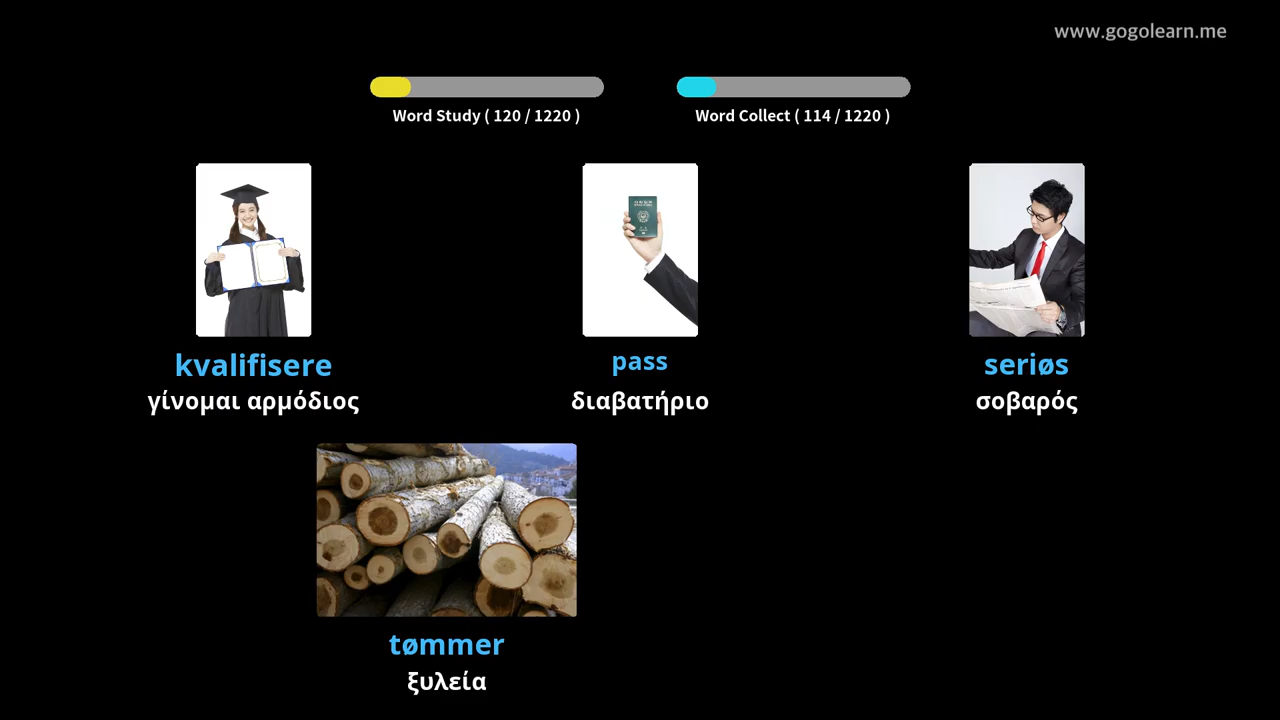 www.gogolearn.me
Word Study ( 120 / 1220 )
Word Collect ( 114 / 1220 )
kvalifisere
γίνομαι αρμόδιος
pass
διαβατήριο
seriøs
σοβαρός
tømmer
ξυλεία